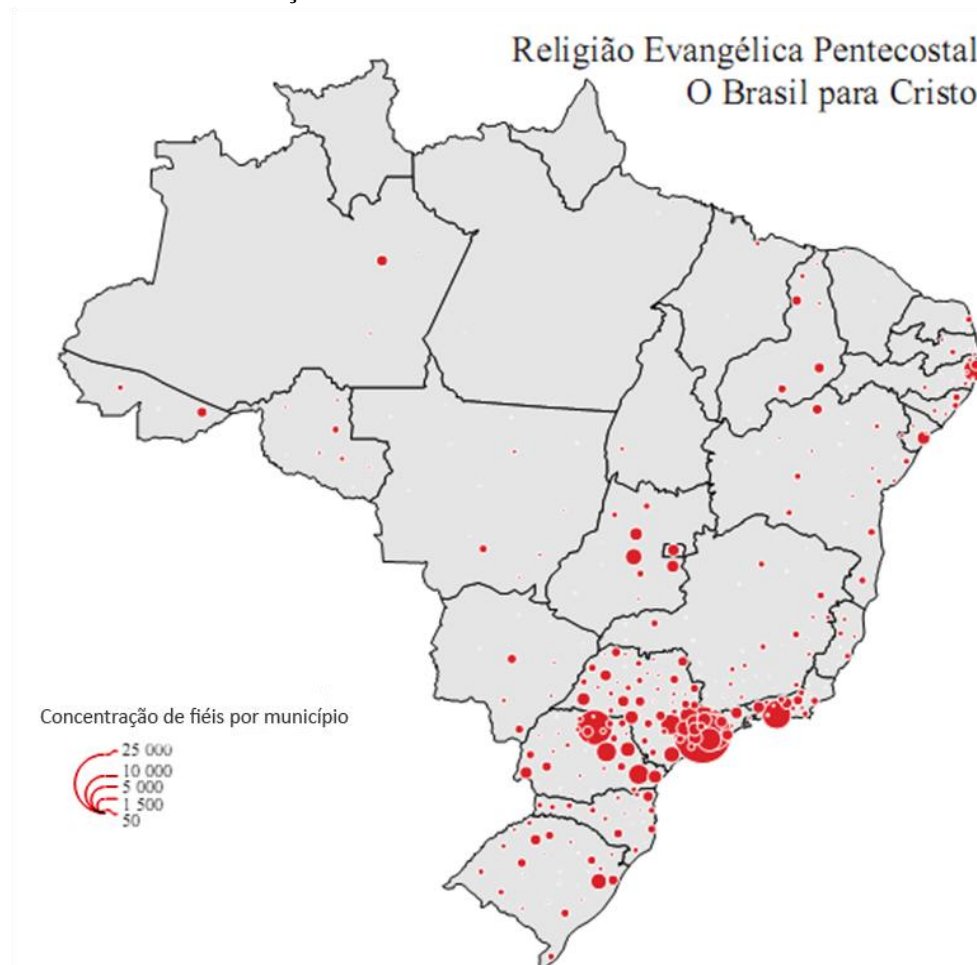 Religião Evangélica Pentecostal
O Brasil para Cristo
Concentração de fiéis por município
25 000
10 000
5 000
1 500
50